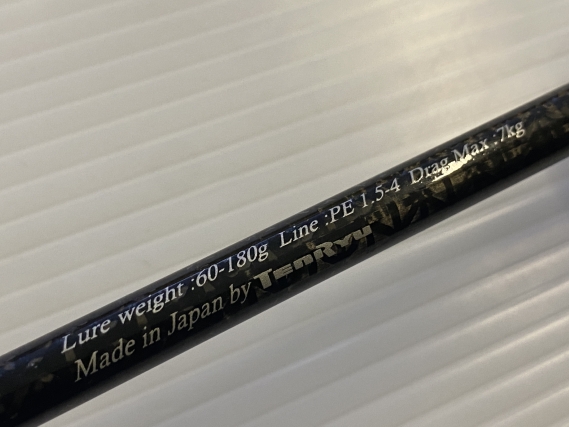 Lure weight :60-180g Line :PE 1.5-4 Drag Max :7kg
Made in Japan by TenRyu